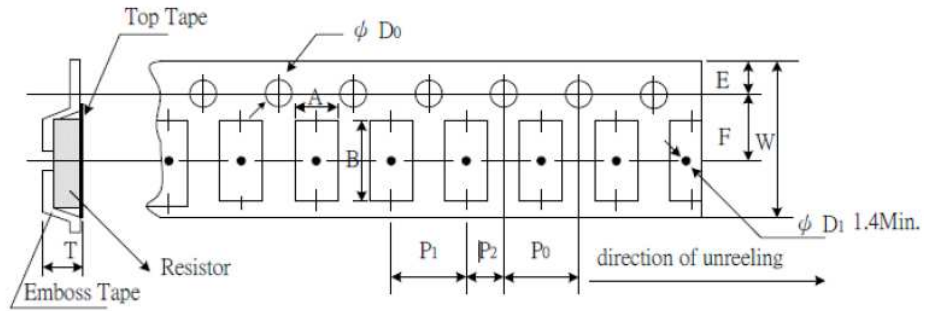 Top Tape
ϕ D0
E
A
F
W
B
ϕ D1 1.4Min.
T
P1
P2
P0
direction of unreeling
Resistor
Emboss Tape